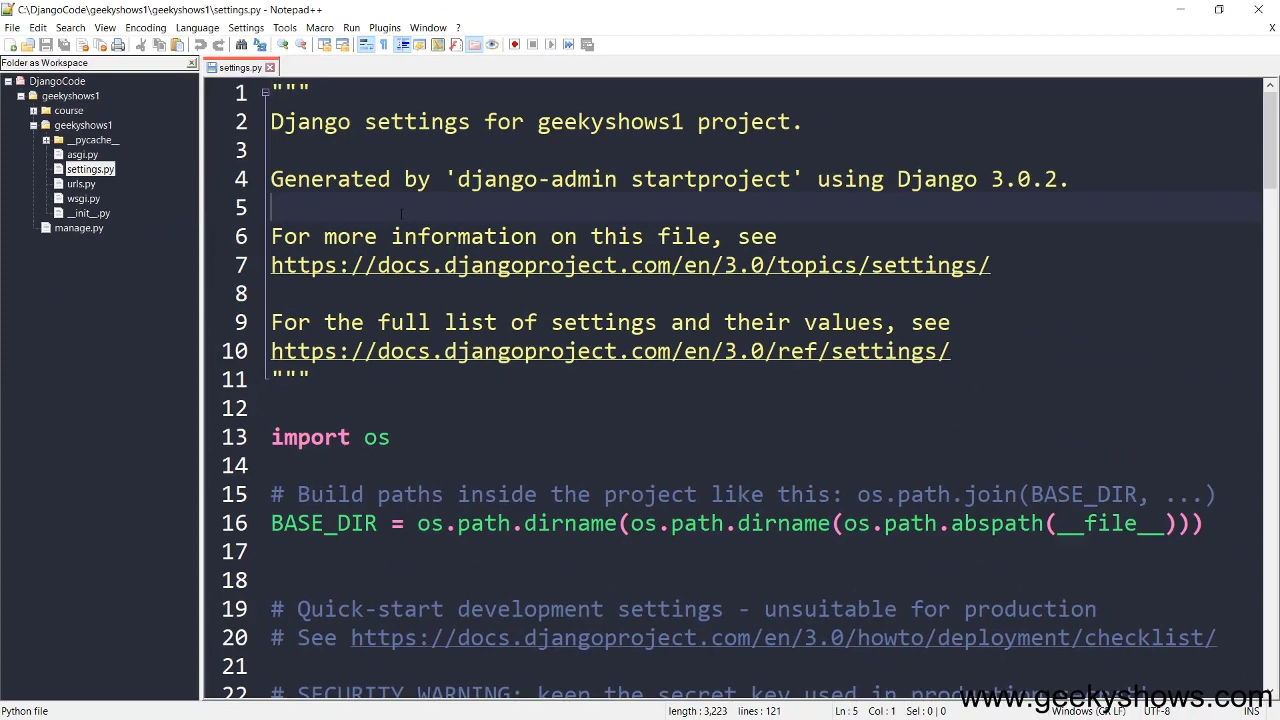 C:\DjangoCode\geekyshows1\geekyshows1\settings.py - Notepad++
File Edit Search View Encoding Language Settings Tools Macro Run Plugins Window ?
X
Folder as Workspace
settings.py
DjangoCode
geekyshows1
course
geekyshows1
__pycache__
asgi.py
settings.py
urls.py
wsgi.py
__init__.py
manage.py
1 """
2 Django settings for geekyshows1 project.
3
4 Generated by 'django-admin startproject' using Django 3.0.2.
5
6 For more information on this file, see
7 https://docs.djangoproject.com/en/3.0/topics/settings/
8
9 For the full list of settings and their values, see
10 https://docs.djangoproject.com/en/3.0/ref/settings/
11 """
12
13 import os
14
15 # Build paths inside the project like this: os.path.join(BASE_DIR, ...)
16 BASE_DIR = os.path.dirname(os.path.dirname(os.path.abspath(__file__)))
17
18
19 # Quick-start development settings - unsuitable for production
20 # See https://docs.djangoproject.com/en/3.0/howto/deployment/checklist/
21
22 # SECURITY WARNING: keep the secret key used in
www.geekyshows.com
Python file length : 3,223 lines : 121 Ln : 5 Col : 1 Sel : 0 | 0 Windows (CR LF) UTF-8 INS